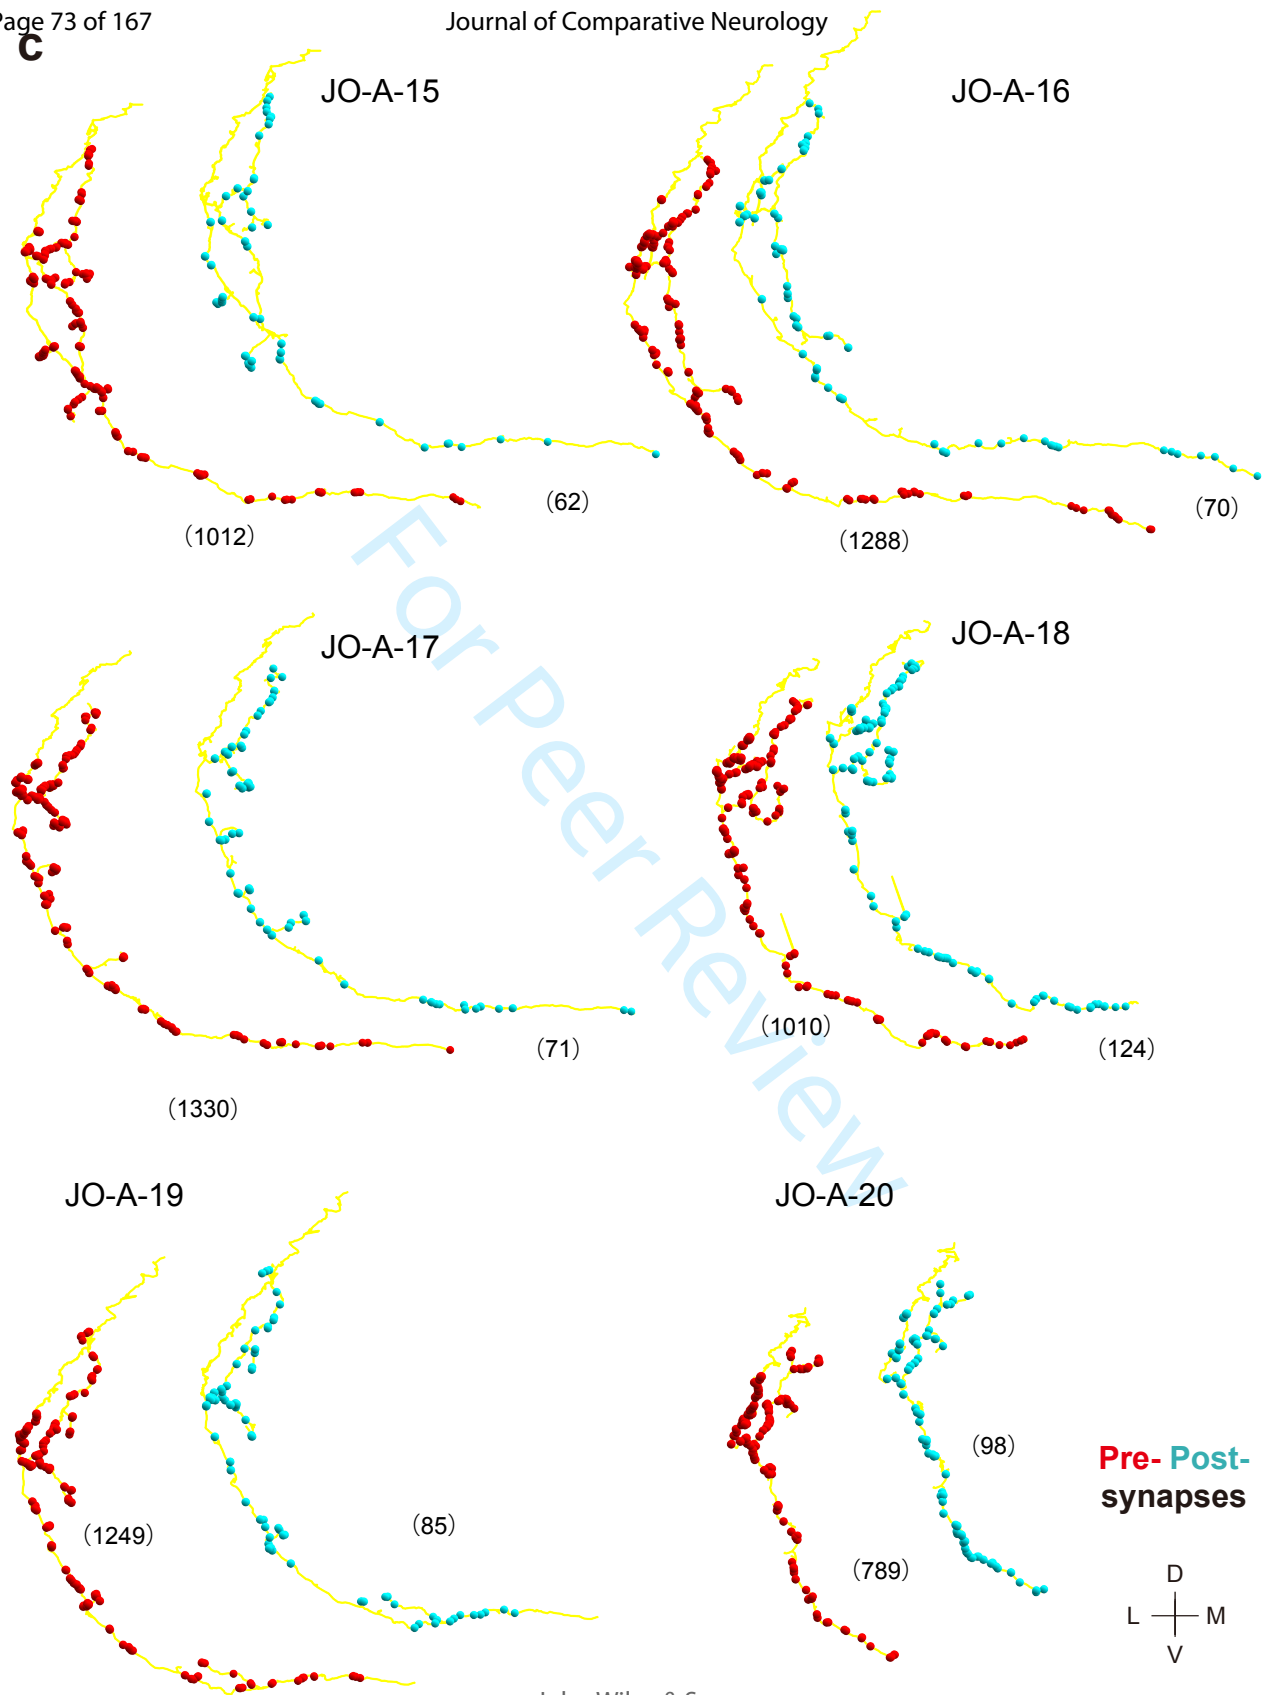 Page 73 of 167
Journal of Comparative Neurology
c
JO-A-15
JO-A-16
(1012)
(62)
(1288)
(70)
JO-A-17
JO-A-18
(1330)
(71)
(1010)
(124)
JO-A-19
JO-A-20
(1249)
(85)
(789)
(98)
Pre- Post-
synapses
D
L M
V
For Peer Review